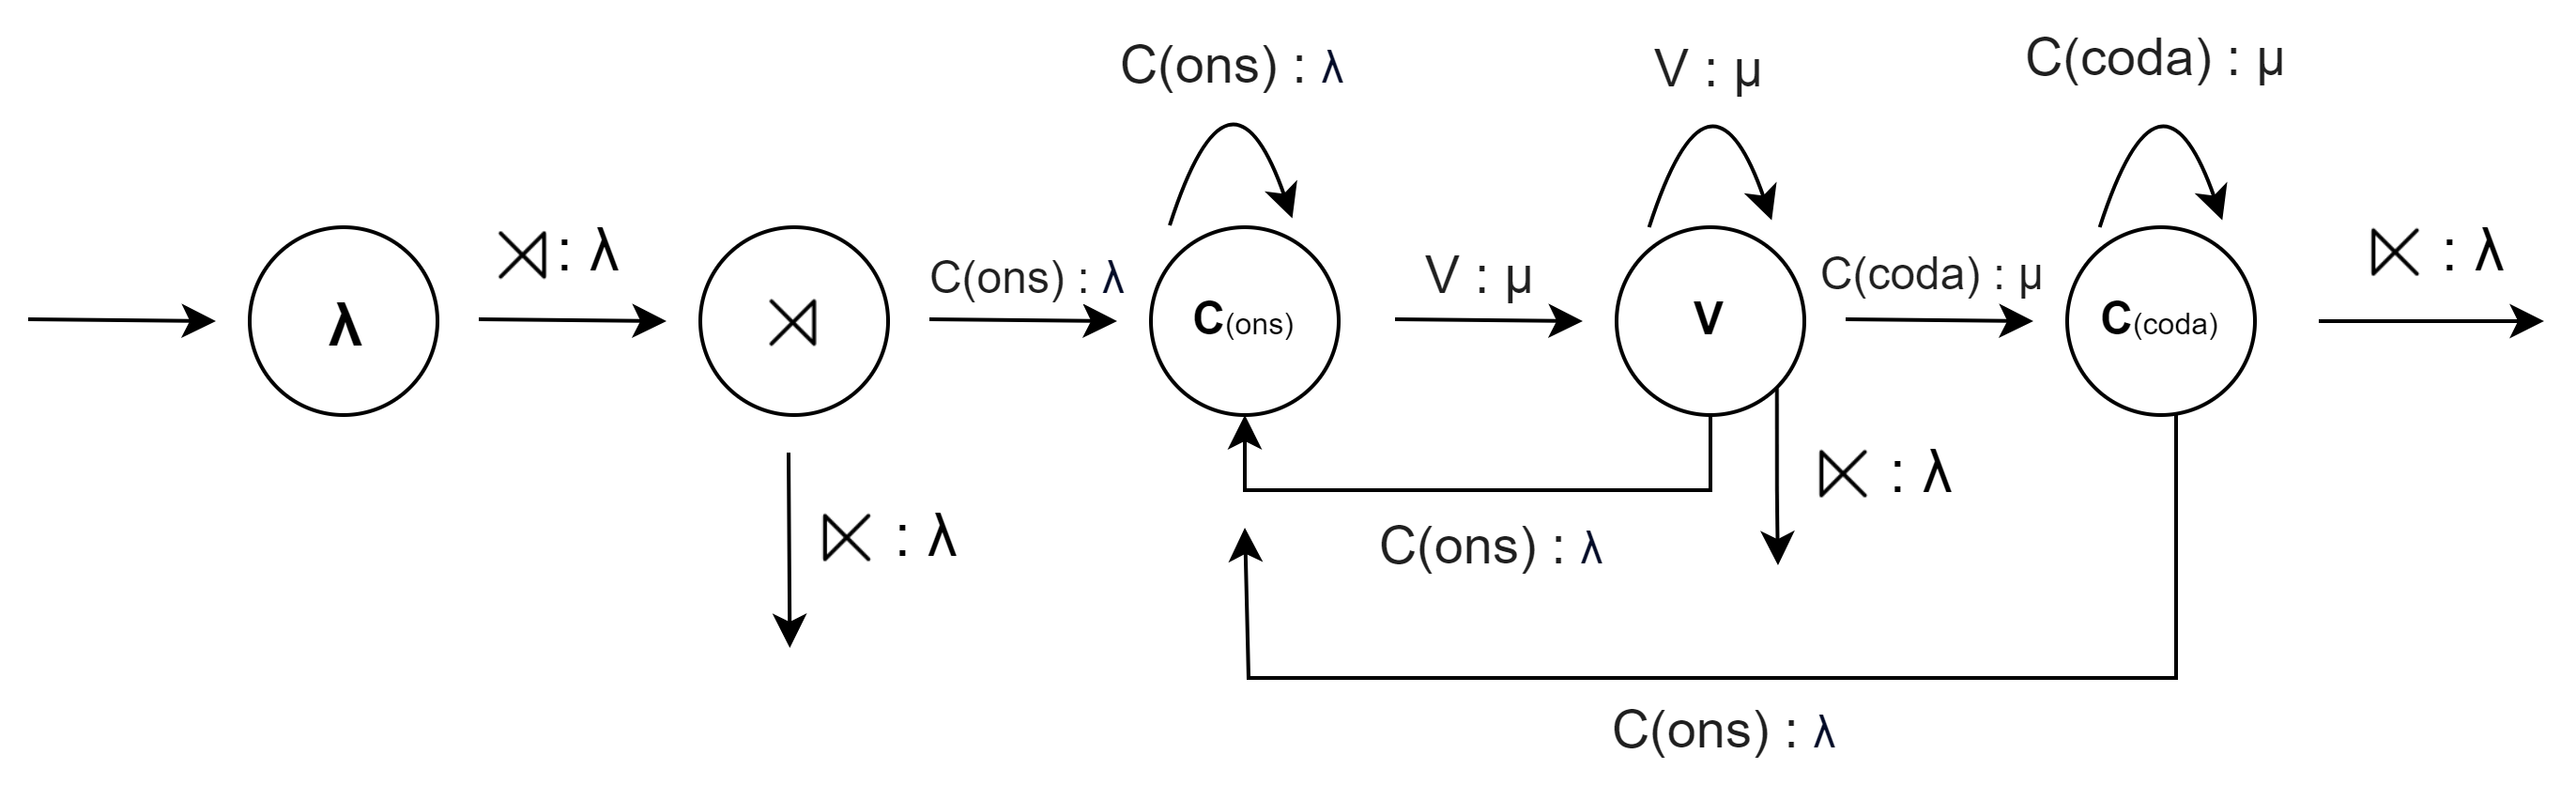 C(ons) : λ
V : μ
C(coda) : μ
λ
⋊ : λ
⋊
C(ons) : λ
C(ons)
V : μ
V
C(coda) : μ
C(coda)
⋉ : λ
⋉ : λ
C(ons) : λ
⋉ : λ
C(ons) : λ